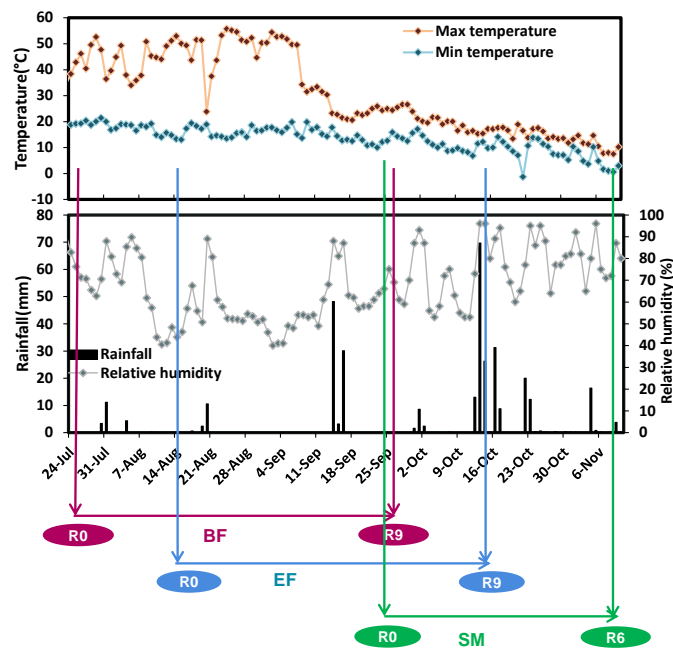 60
50
40
30
20
10
0
-10
Temperature(°C)
Max temperature
Min temperature
80
70
60
50
40
30
20
10
0
Rainfall(mm)
Rainfall
Relative humidity
100
90
80
70
60
50
40
30
20
10
0
Relative humidity (%)
24-Jul
31-Jul
7-Aug
14-Aug
21-Aug
28-Aug
4-Sep
11-Sep
18-Sep
25-Sep
2-Oct
9-Oct
16-Oct
23-Oct
30-Oct
6-Nov
R0
BF
R9
R0
EF
R9
R0
SM
R6